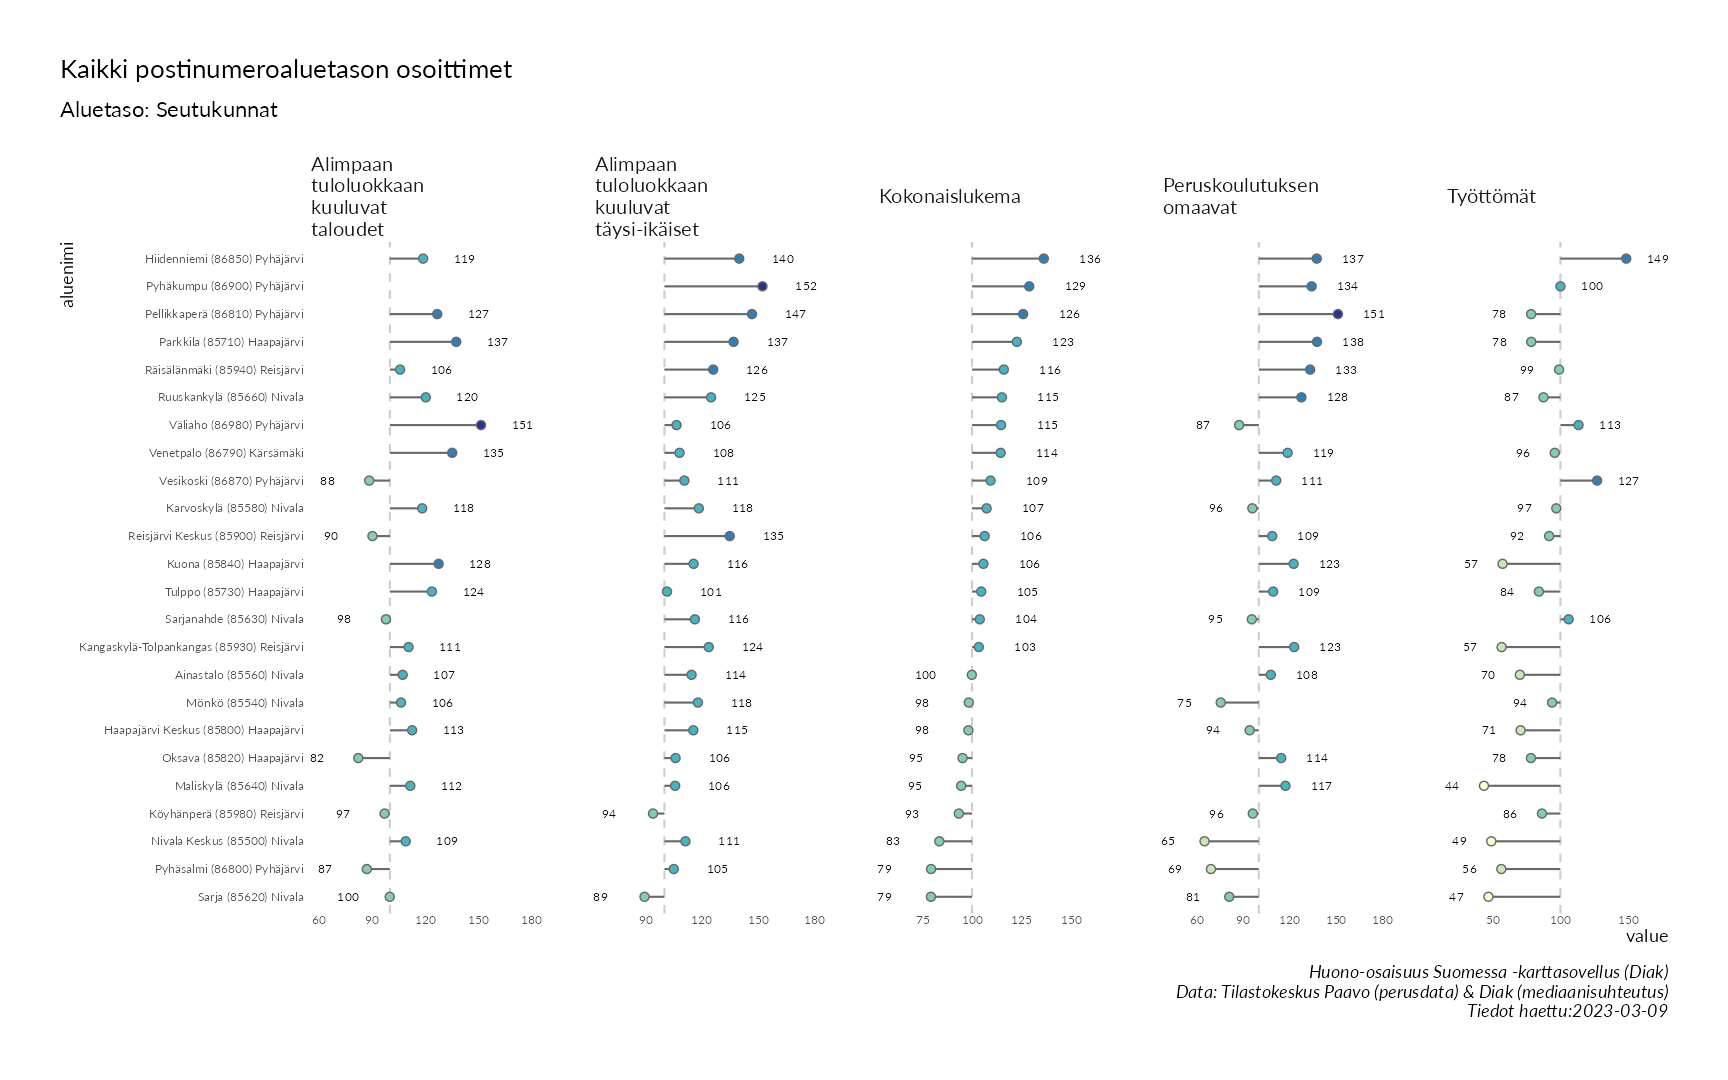 Kaikki postinumeroaluetason osoittimet
Aluetaso: Seutukunnat
Alimpaan
tuloluokkaan
kuuluvat
taloudet
Alimpaan
tuloluokkaan
kuuluvat
täysi-ikäiset
Kokonaislukema
Peruskoulutuksen
omaavat
Työttömät
aluenimi
Hiidenniemi (86850) Pyhäjärvi 119 140 136 137 149
Pyhäkumpu (86900) Pyhäjärvi 152 129 134 100
Pellikkaperä (86810) Pyhäjärvi 127 147 126 151 78
Parkkila (85710) Haapajärvi 137 137 123 138 78
Räisälänmäki (85940) Reisjärvi 106 126 116 133 99
Ruuskankylä (85660) Nivala 120 125 115 128 87
Väliaho (86980) Pyhäjärvi 151 106 115 87 113
Venetpalo (86790) Kärsämäki 135 108 114 119 96
Vesikoski (86870) Pyhäjärvi 88 111 109 111 127
Karvoskylä (85580) Nivala 118 118 107 96 97
Reisjärvi Keskus (85900) Reisjärvi 90 135 106 109 92
Kuona (85840) Haapajärvi 128 116 106 123 57
Tulppo (85730) Haapajärvi 124 101 105 109 84
Sarjanahde (85630) Nivala 98 116 104 95 106
Kangaskylä-Tolpankangas (85930) Reisjärvi 111 124 103 123 57
Ainastalo (85560) Nivala 107 114 100 108 70
Mönkö (85540) Nivala 106 118 98 75 94
Haapajärvi Keskus (85800) Haapajärvi 113 115 98 94 71
Oksava (85820) Haapajärvi 82 106 95 114 78
Maliskylä (85640) Nivala 112 106 95 117 44
Köyhänperä (85980) Reisjärvi 97 94 93 96 86
Nivala Keskus (85500) Nivala 109 111 83 65 49
Pyhäsalmi (86800) Pyhäjärvi 87 105 79 69 56
Sarja (85620) Nivala 100 89 79 81 47
60 90 120 150 180 90 120 150 180 75 100 125 150 60 90 120 150 180 50 100 150
value
Huono-osaisuus Suomessa -karttasovellus (Diak)
Data: Tilastokeskus Paavo (perusdata) & Diak (mediaanisuhteutus)
Tiedot haettu:2023-03-09